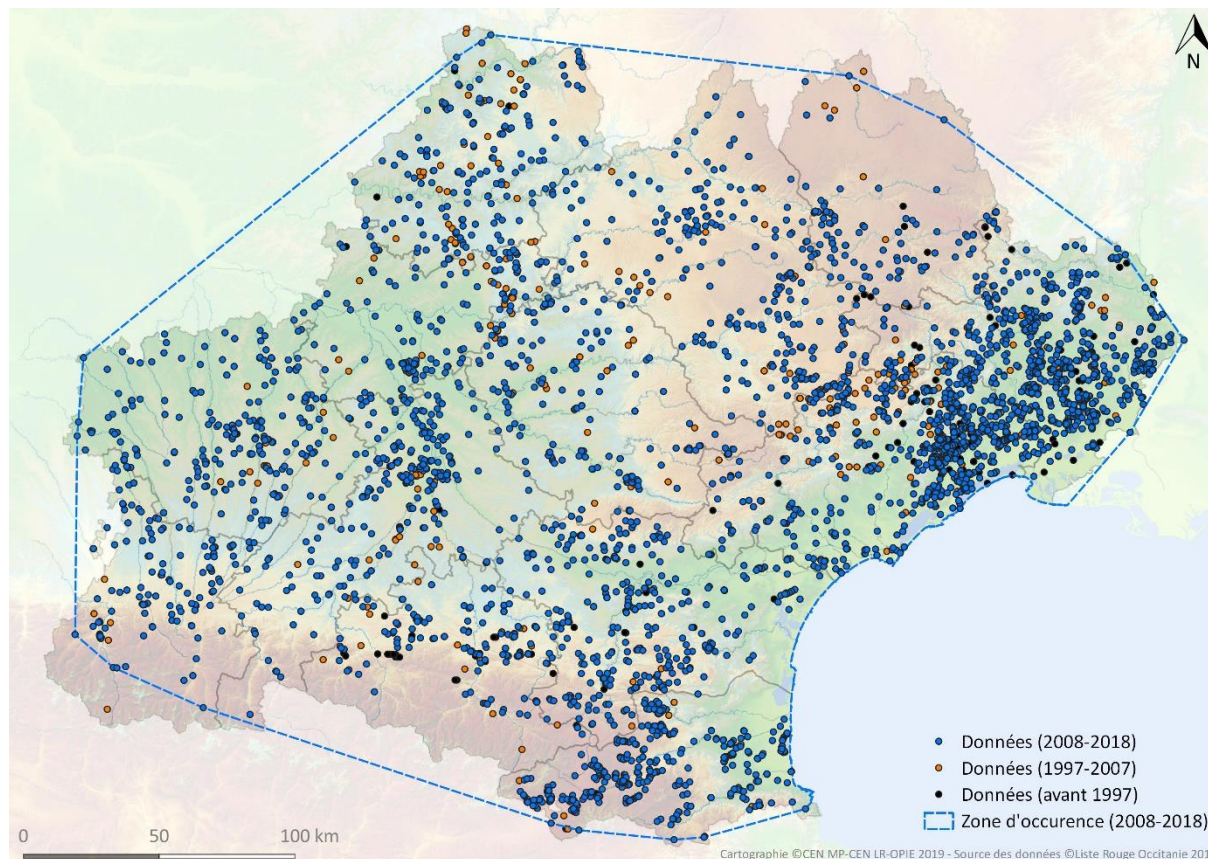 N
Données (2008-2018)
Données (1997-2007)
Données (avant 1997)
Zone d'occurence (2008-2018)
0 50 100 km
Cartographie ©CEN MP-CEN LR-OPIE 2019 - Source des données ©Liste Rouge Occitanie 201